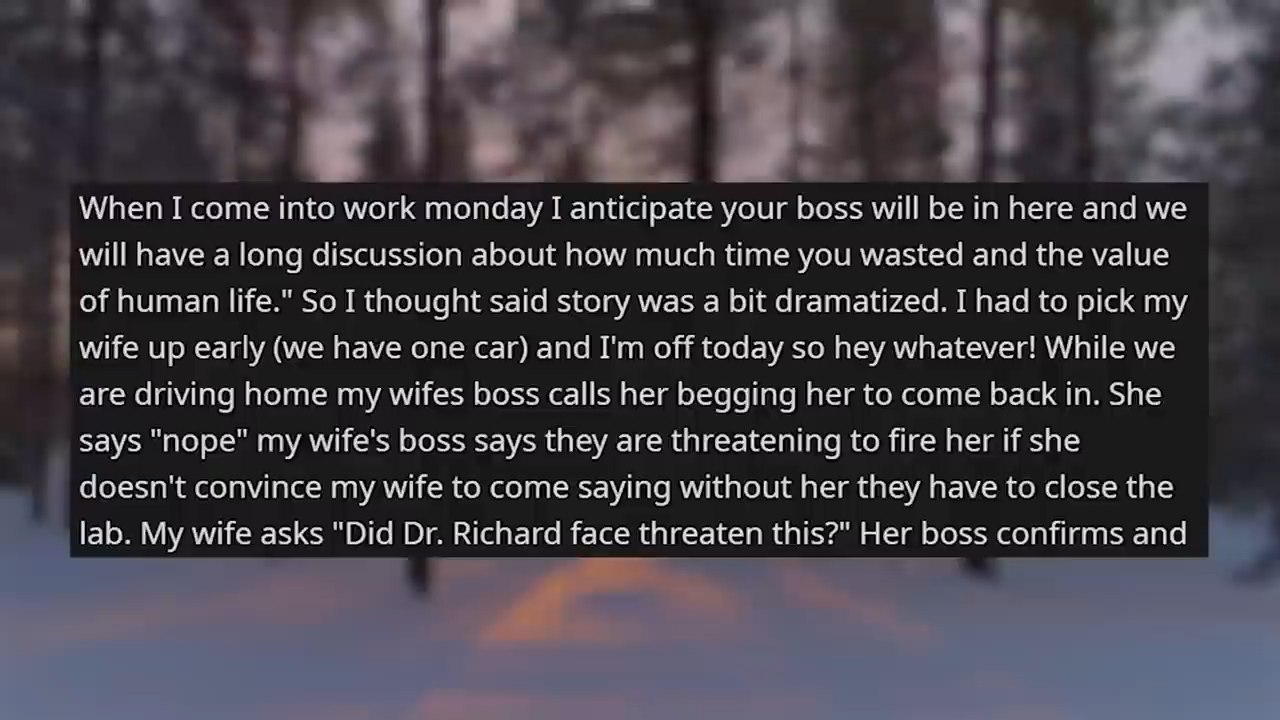 When I come into work monday I anticipate your boss will be in here and we
will have a long discussion about how much time you wasted and the value
of human life." So I thought said story was a bit dramatized. I had to pick my
wife up early (we have one car) and I'm off today so hey whatever! While we
are driving home my wifes boss calls her begging her to come back in. She
says "nope" my wife's boss says they are threatening to fire her if she
doesn't convince my wife to come saying without her they have to close the
lab. My wife asks "Did Dr. Richard face threaten this?" Her boss confirms and